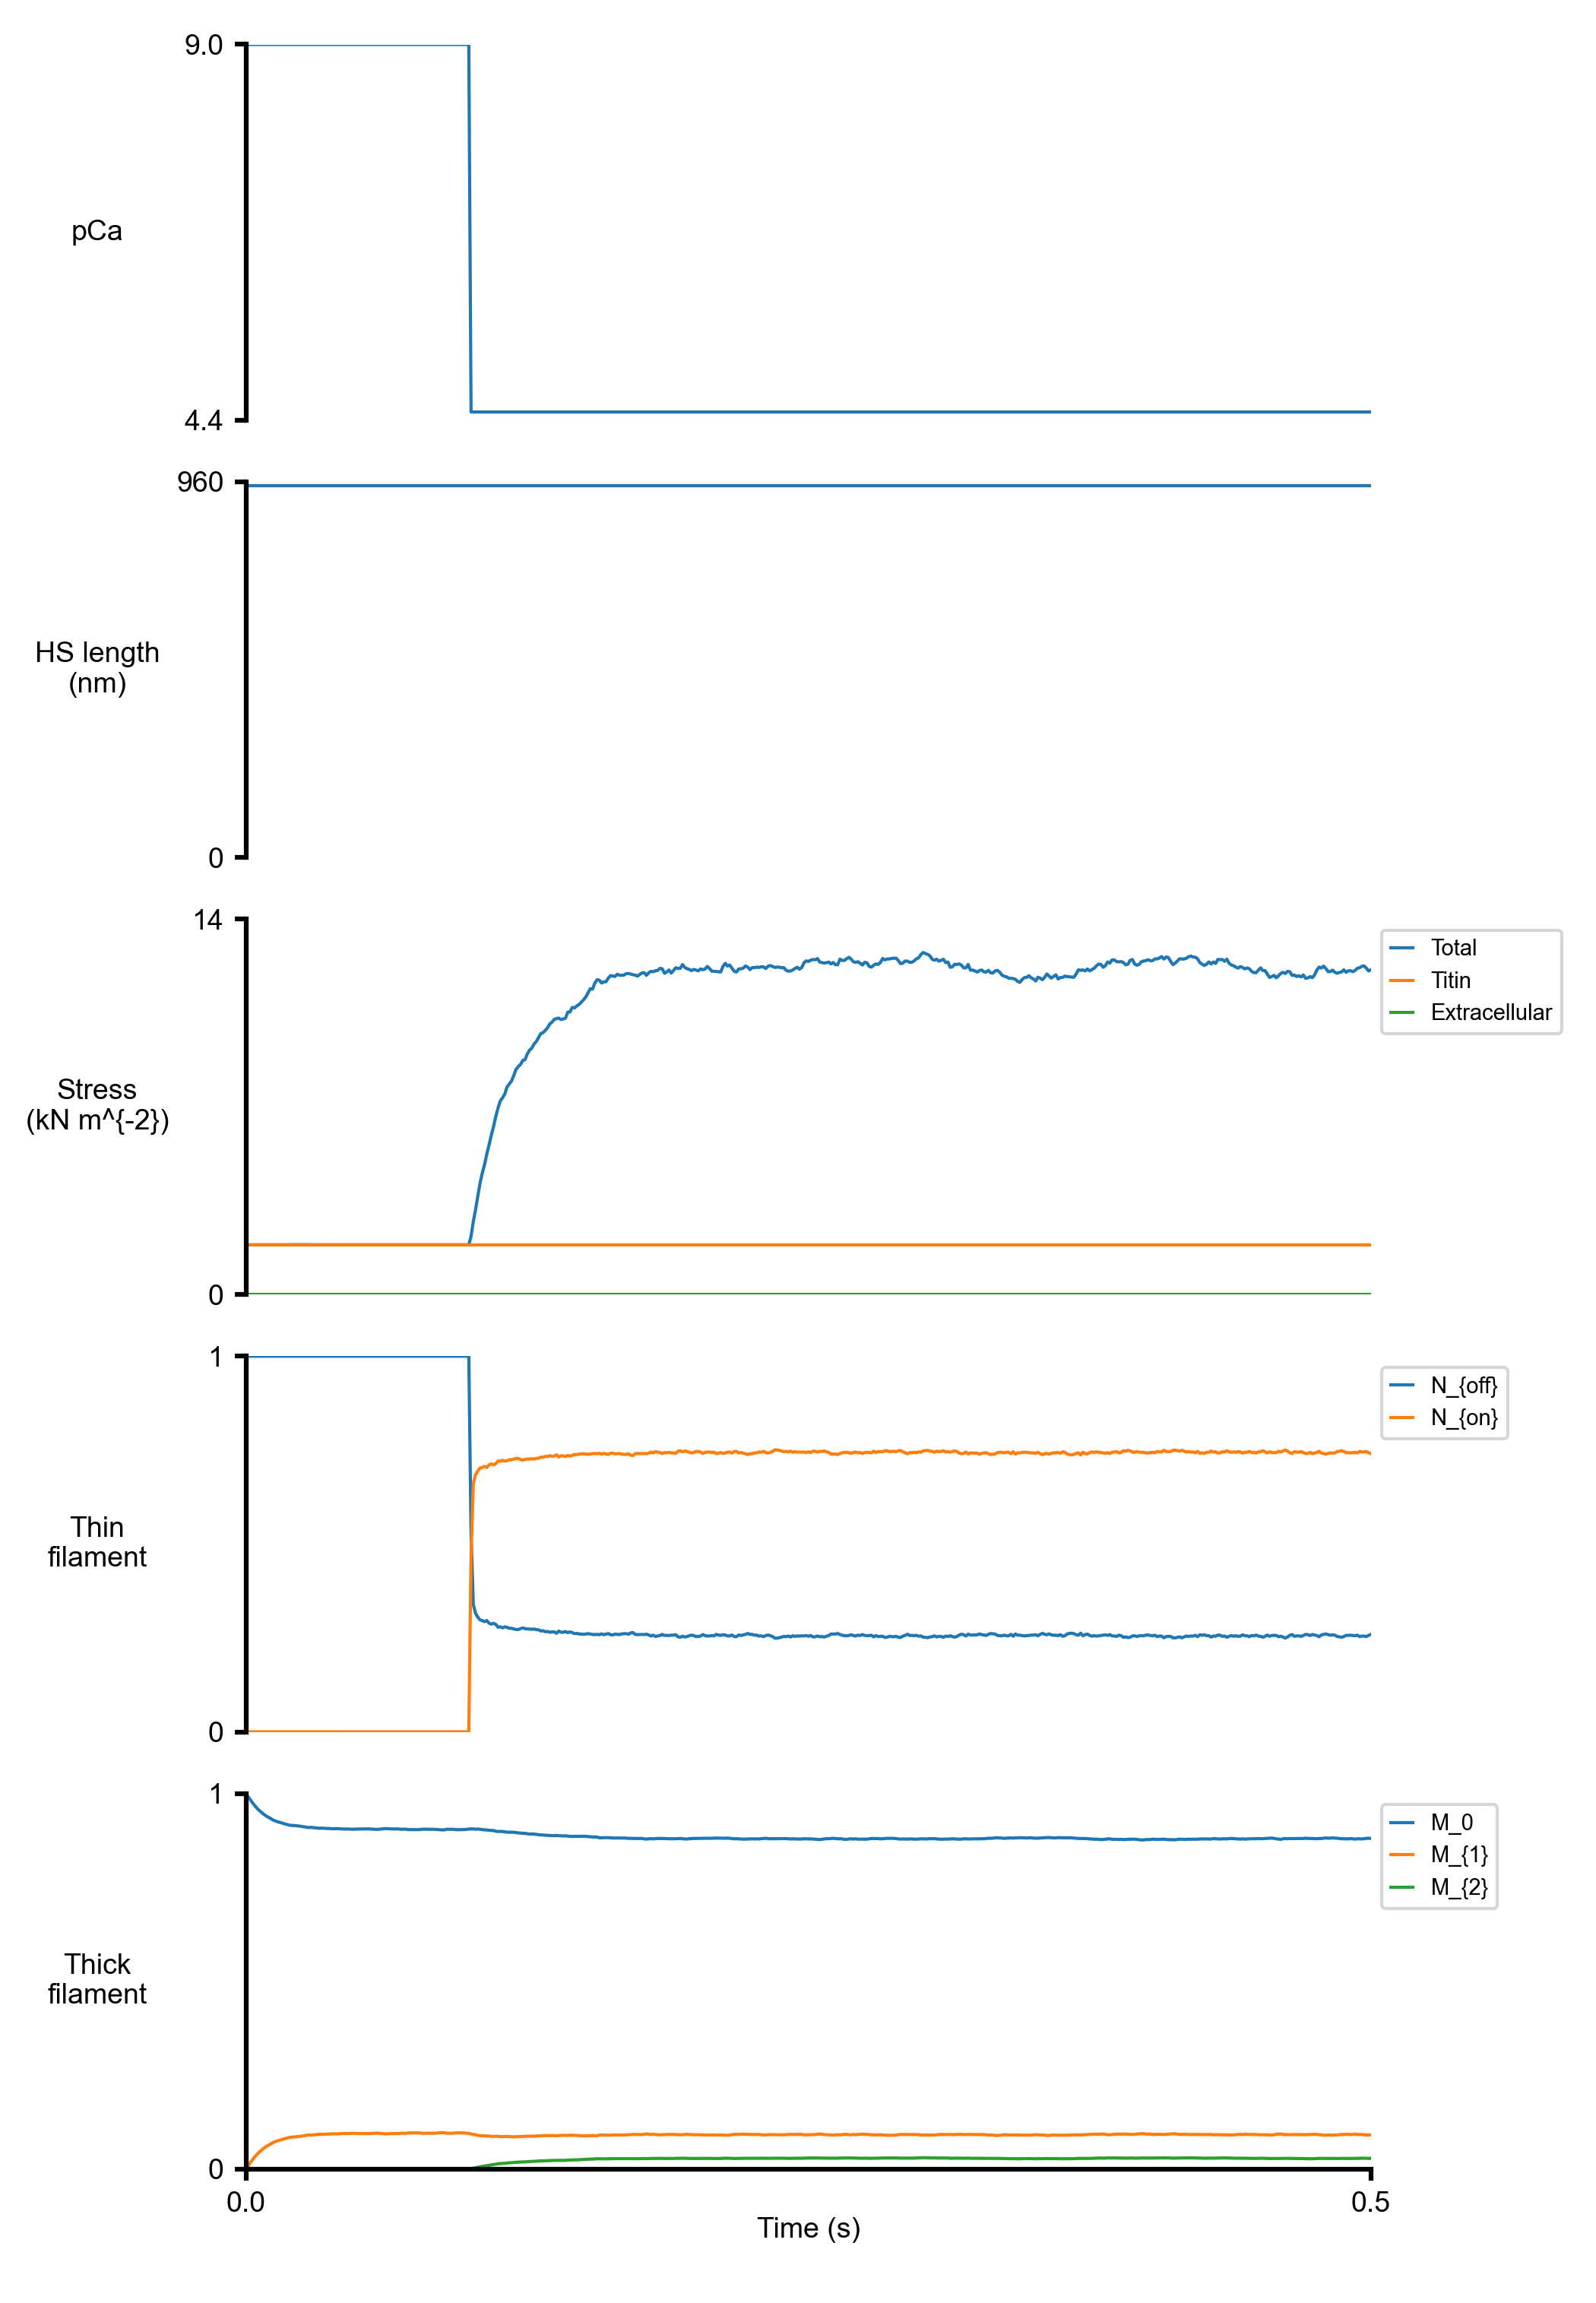 9.0
pCa
4.4
960
HS length
(nm)
0
14
Total
Titin
Extracellular
Stress
(kN m^{-2})
0
1
N_{off}
N_{on}
Thin
filament
0
1
M_0
M_{1}
M_{2}
Thick
filament
0
0.0
0.5
Time (s)